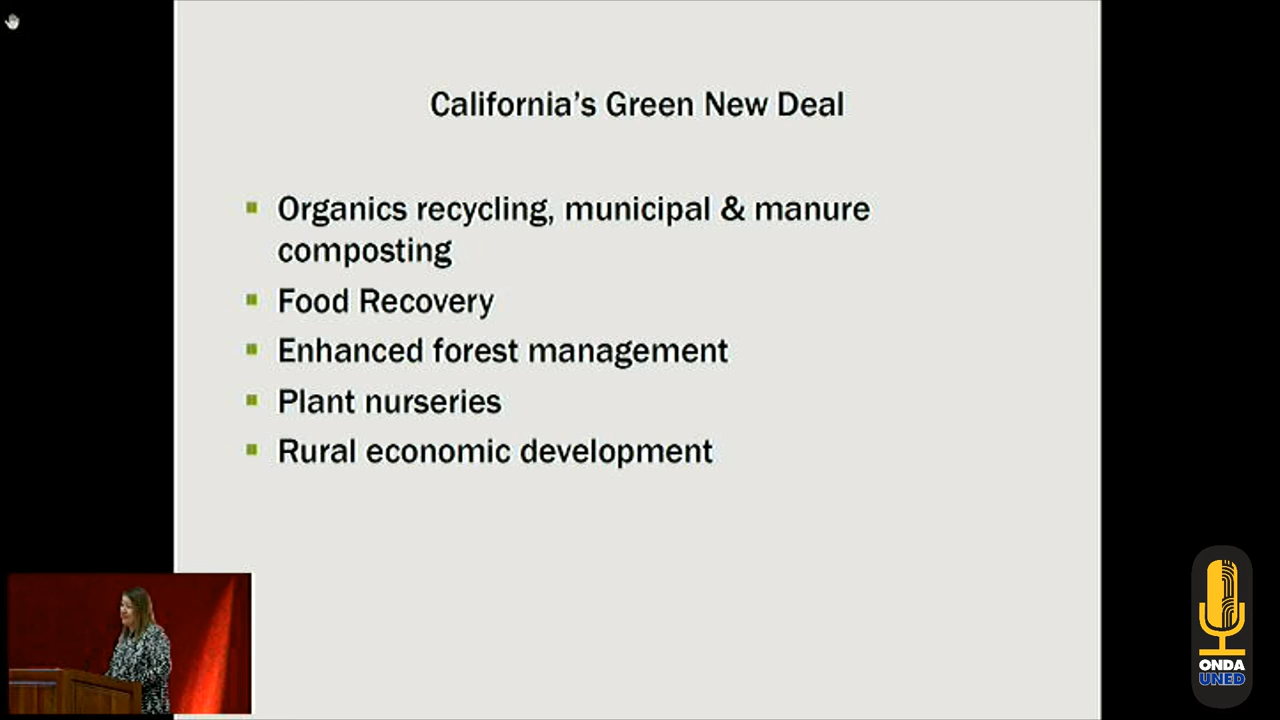 California's Green New Deal
Organics recycling, municipal & manure
composting
Food Recovery
Enhanced forest management
Plant nurseries
Rural economic development
ONDA
UNED